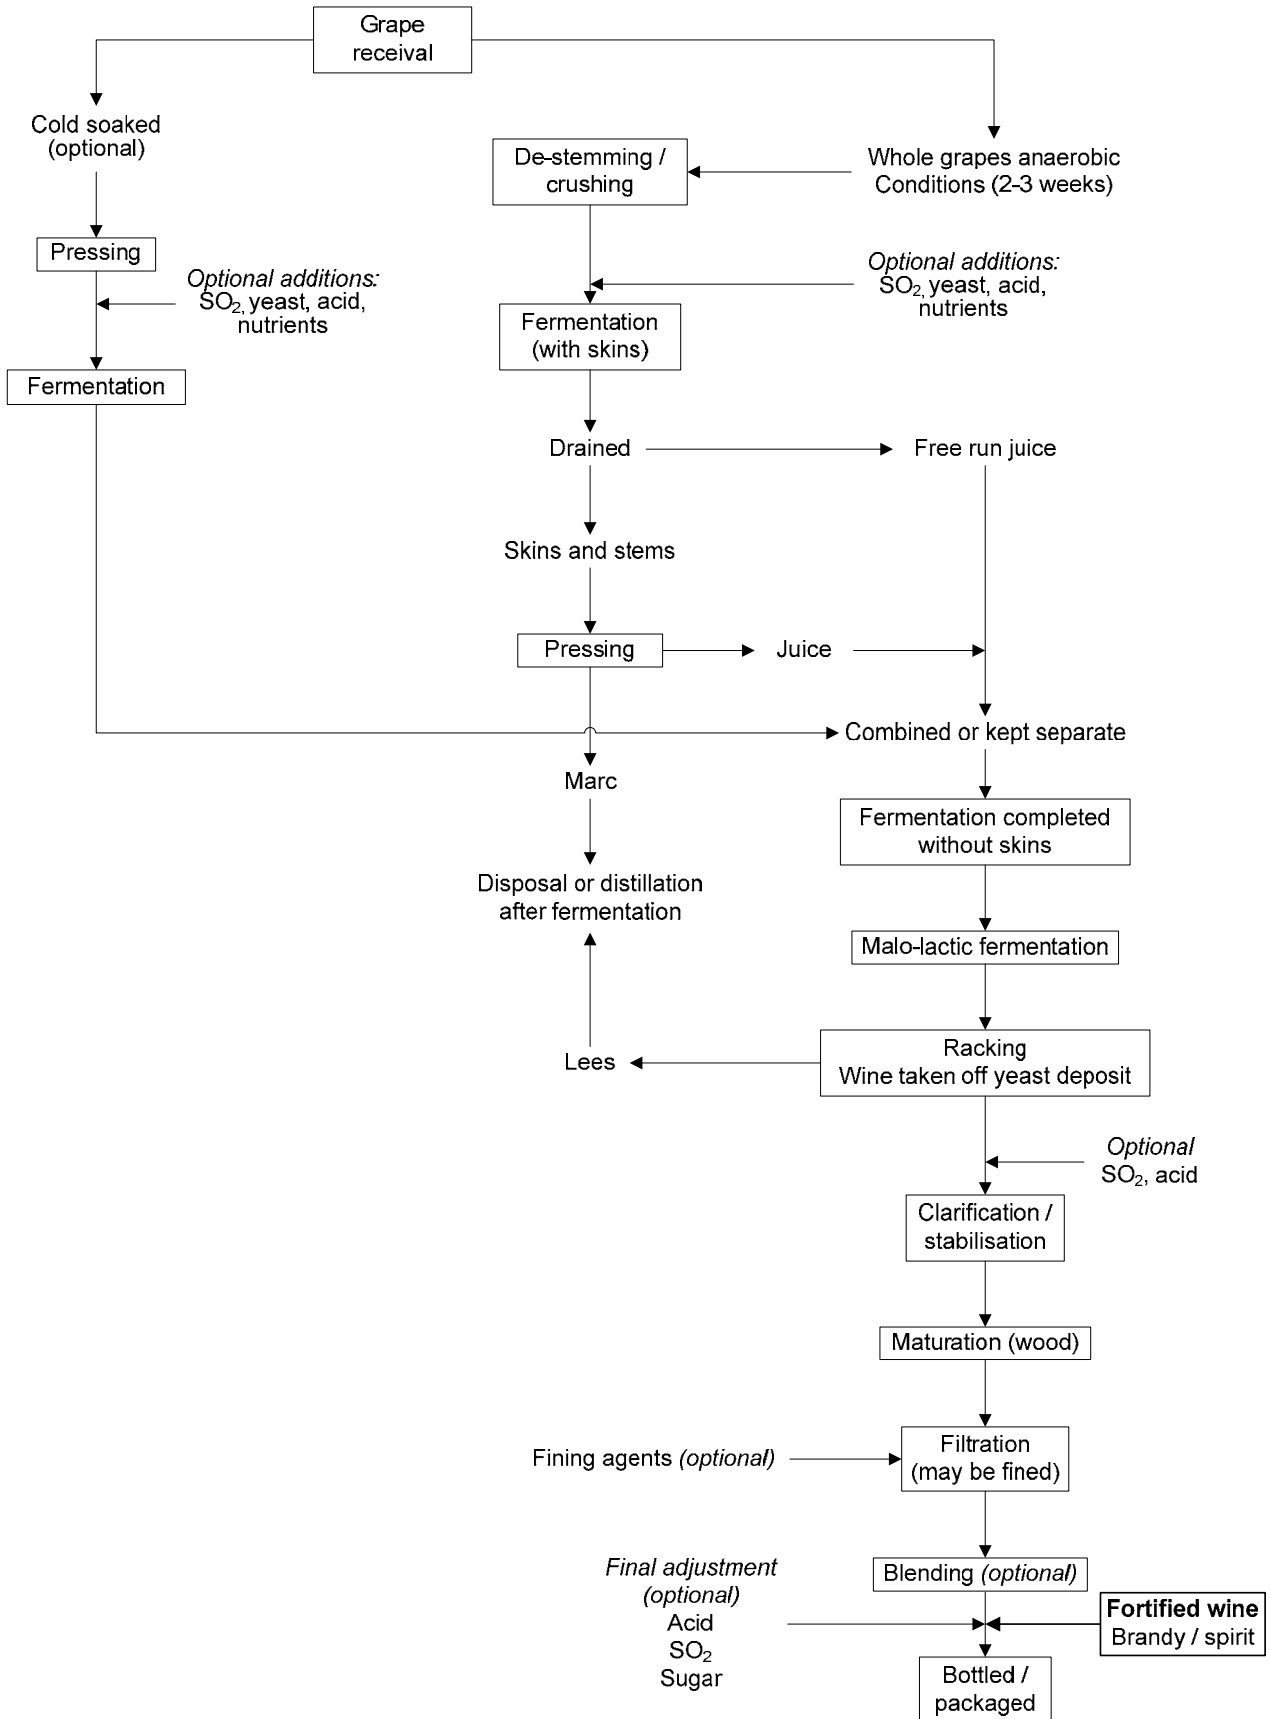 Grape
receival
Cold soaked
(optional)
De-stemming /
crushing
Whole grapes anaerobic
Conditions (2-3 weeks)
Pressing
Optional additions:
SO2, yeast, acid,
nutrients
Optional additions:
SO2, yeast, acid,
nutrients
Fermentation
(with skins)
Fermentation
Drained
Free run juice
Skins and stems
Pressing
Juice
Combined or kept separate
Marc
Fermentation completed
without skins
Disposal or distillation
after fermentation
Malo-lactic fermentation
Racking
Wine taken off yeast deposit
Lees
Optional
SO2, acid
Clarification /
stabilisation
Maturation (wood)
Fining agents (optional)
Filtration
(may be fined)
Final adjustment
(optional)
Acid
SO2
Sugar
Blending (optional)
Fortified wine
Brandy / spirit
Bottled /
packaged